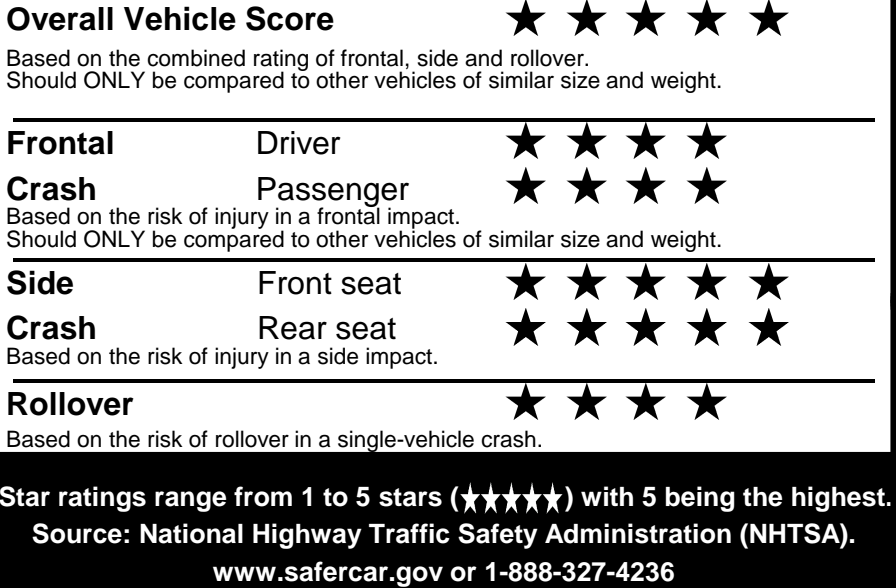 Overall Vehicle Score ★ ★ ★ ★ ★
Based on the combined rating of frontal, side and rollover.
Should ONLY be compared to other vehicles of similar size and weight.
Frontal Driver ★ ★ ★ ★
Crash Passenger ★ ★ ★ ★
Based on the risk of injury in a frontal impact.
Should ONLY be compared to other vehicles of similar size and weight.
Side Front seat ★ ★ ★ ★ ★
Crash Rear seat ★ ★ ★ ★ ★
Based on the risk of injury in a side impact.
Rollover ★ ★ ★ ★
Based on the risk of rollover in a single-vehicle crash.
Star ratings range from 1 to 5 stars (★★★★★) with 5 being the highest.
Source: National Highway Traffic Safety Administration (NHTSA).
www.safercar.gov or 1-888-327-4236